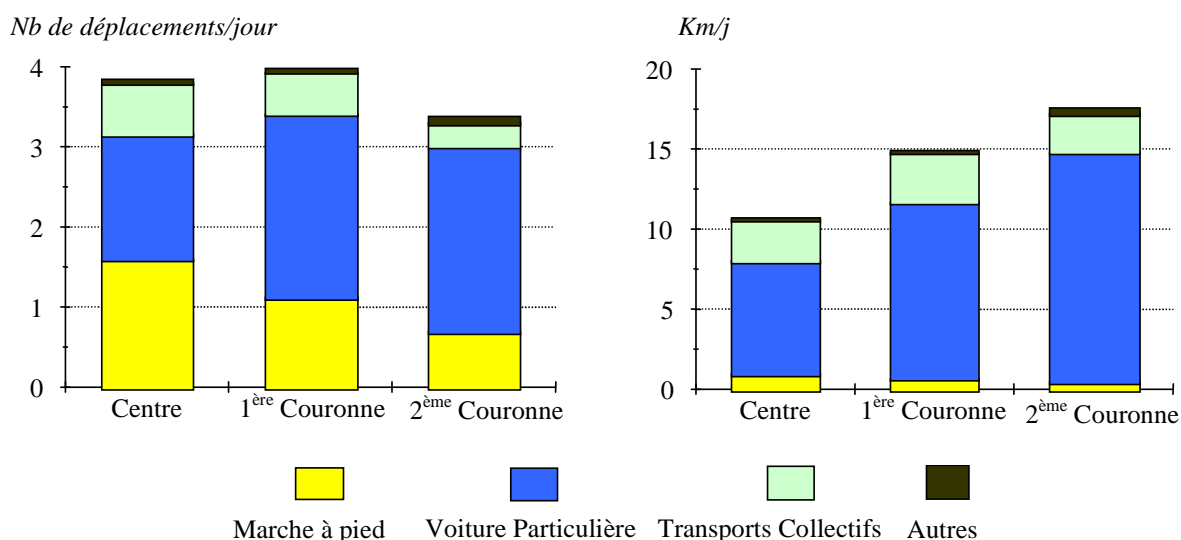 Nb de déplacements/jour
4
3
2
1
0
Centre
1ère Couronne
2ème Couronne
Km/j
20
15
10
5
0
Centre
1ère Couronne
2ème Couronne
Marche à pied
Voiture Particulière
Transports Collectifs
Autres